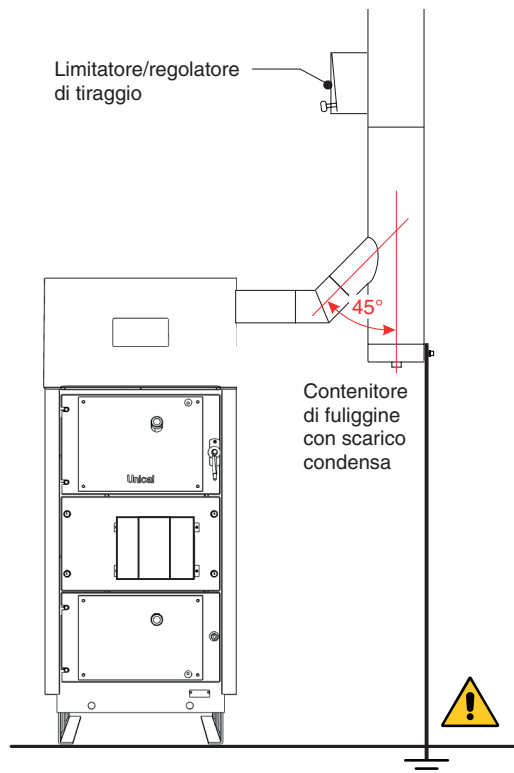 Limitatore/regolatore
di tiraggio
45°
Contenitore
di fuliggine
con scarico
condensa
Unical